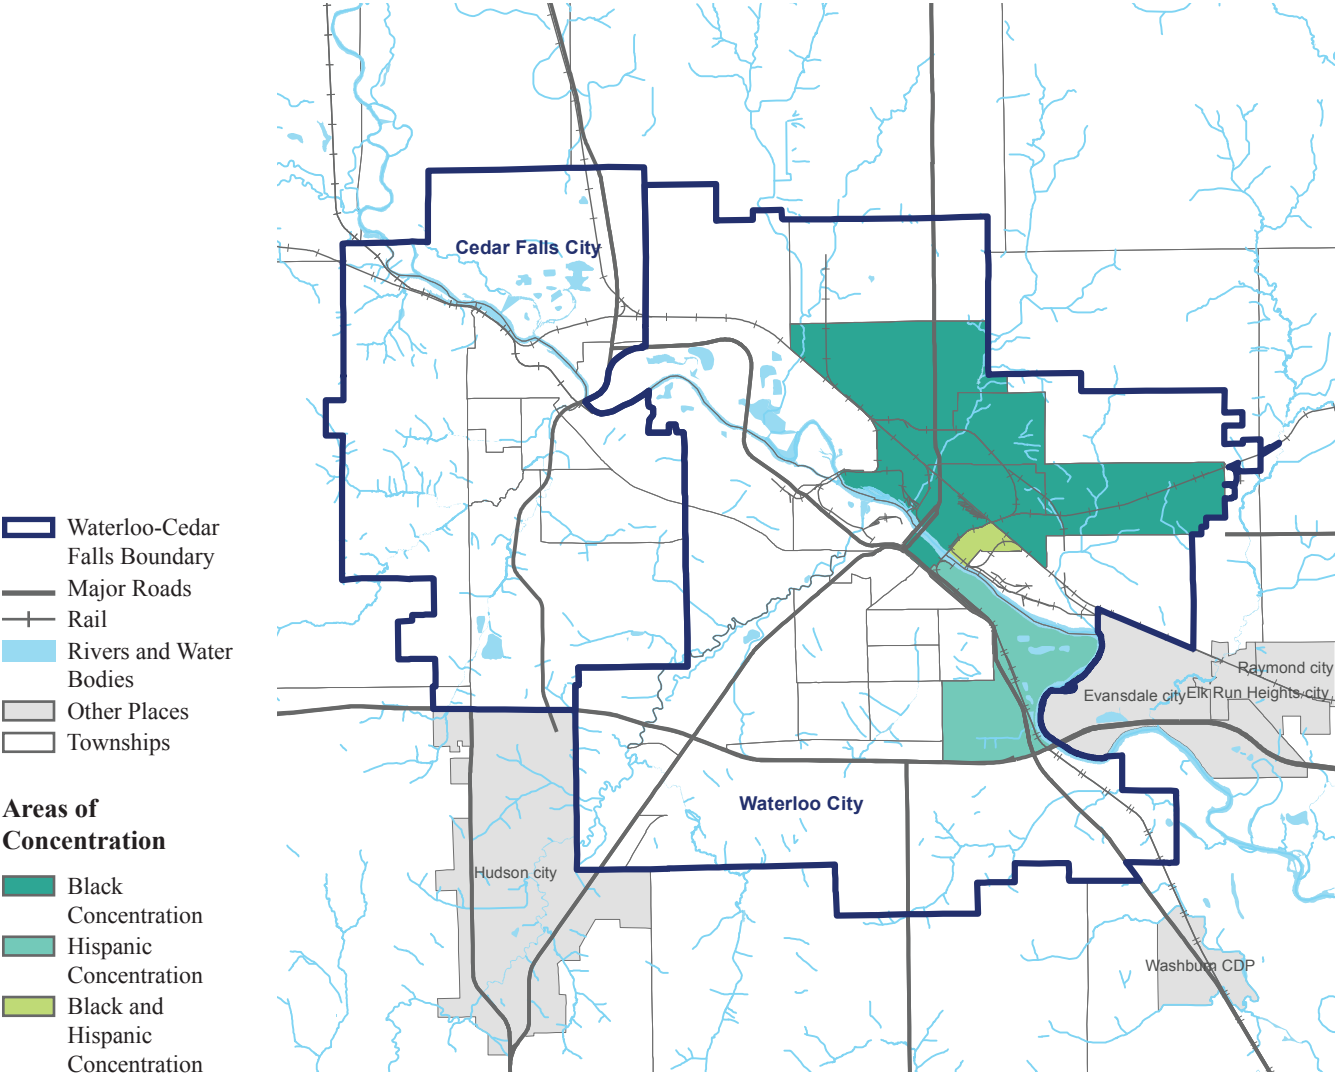 Cedar Falls City
Waterloo-Cedar
Falls Boundary
Major Roads
Rail
Rivers and Water
Bodies
Other Places
Townships
Raymond city
Evansdale city
Elk Run Heights city
Areas of
Concentration
Waterloo City
Hudson city
Black
Concentration
Hispanic
Concentration
Washburn CDP
Black and
Hispanic
Concentration